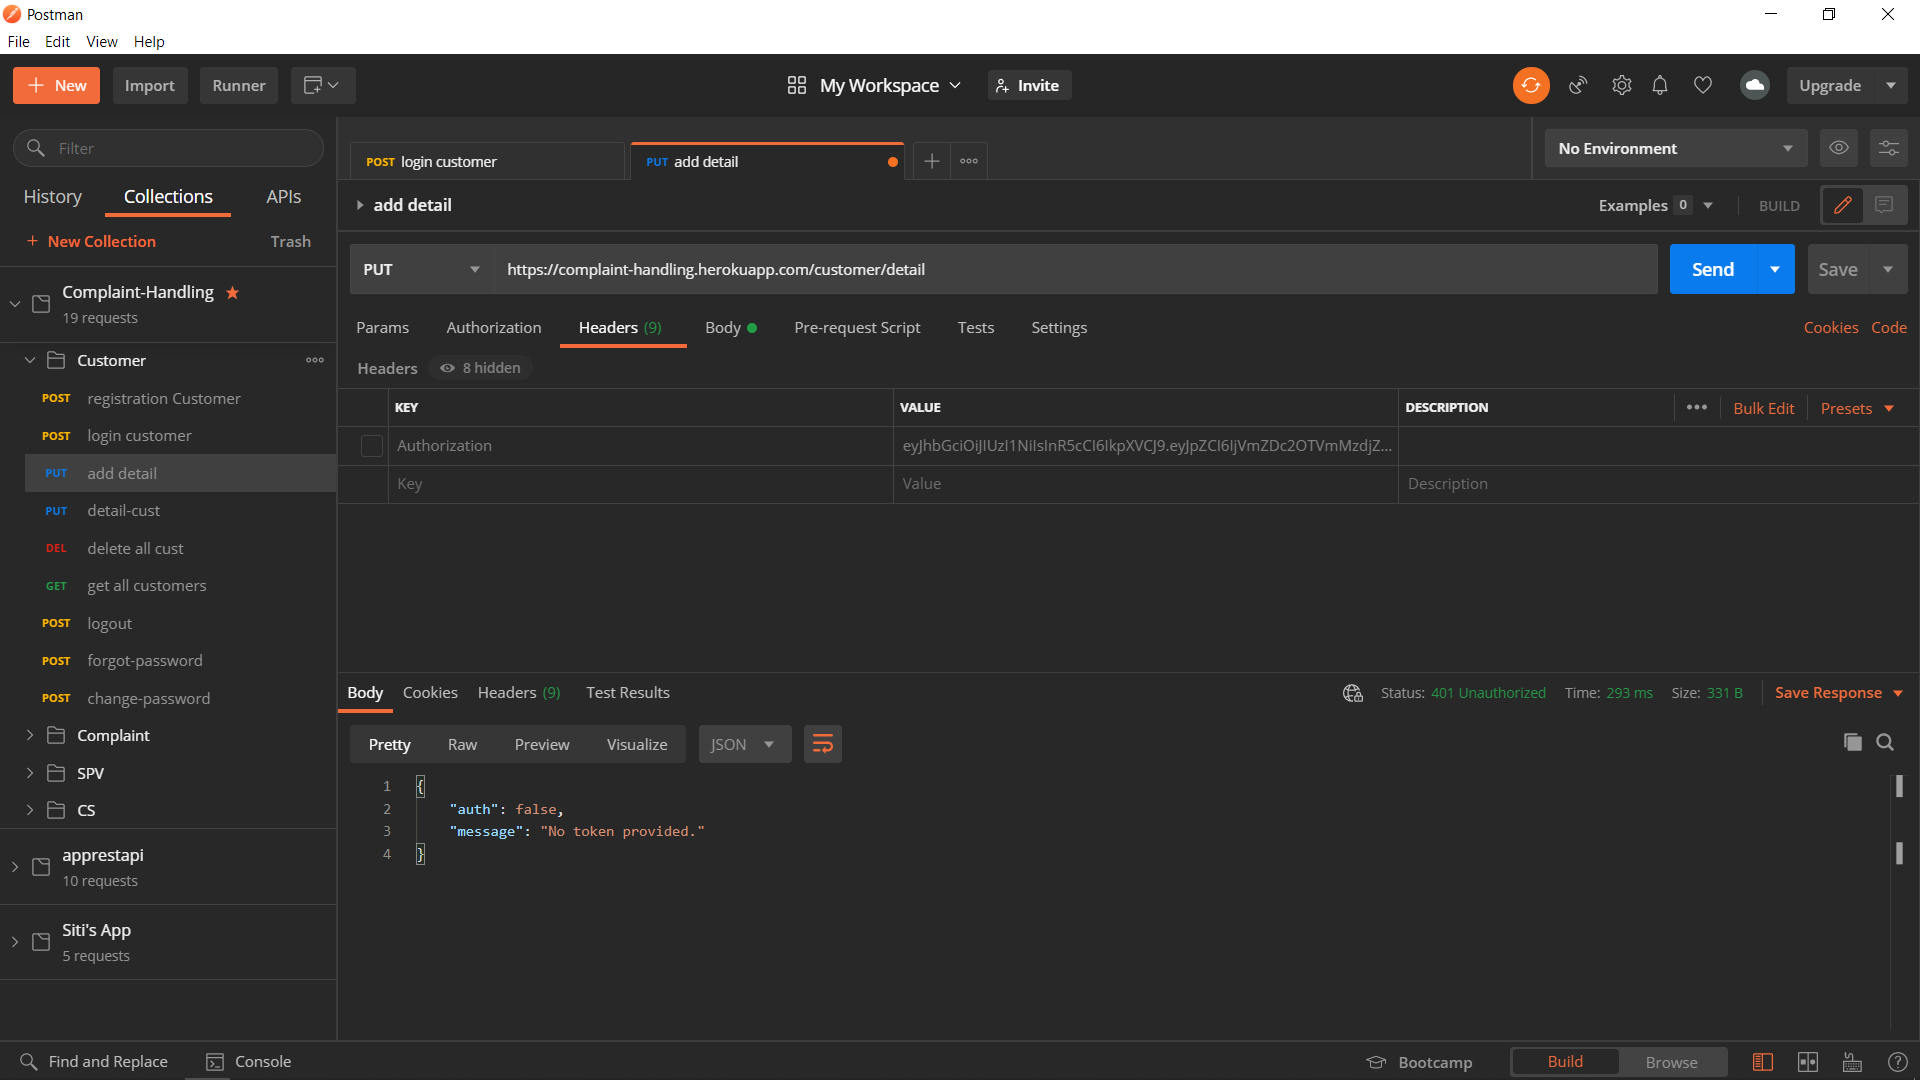 Postman
File Edit View Help
New Import Runner My Workspace Invite Upgrade
Filter
History Collections APIs
+ New Collection Trash
Complaint-Handling
19 requests
Customer
POST registration Customer
POST login customer
PUT add detail
PUT detail-cust
DEL delete all cust
GET get all customers
POST logout
POST forgot-password
POST change-password
Complaint
SPV
CS
apprestapi
10 requests
Siti's App
5 requests
POST login customer PUT add detail No Environment
add detail Examples 0 BUILD
PUT https://complaint-handling.herokuapp.com/customer/detail Send Save
Params Authorization Headers (9) Body Pre-request Script Tests Settings Cookies Code
Headers 8 hidden
KEY VALUE DESCRIPTION Bulk Edit Presets
Authorization
Key Value Description
Body Cookies Headers (9) Test Results Status: 401 Unauthorized Time: 293 ms Size: 331 B Save Response
Pretty Raw Preview Visualize JSON
1 {
2 "auth": false,
3 "message": "No token provided."
4 }
Find and Replace Console Bootcamp Build Browse